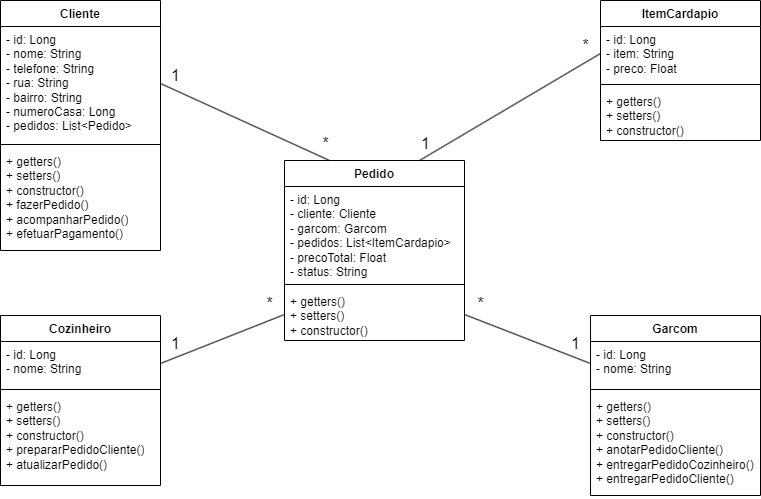 Cliente
- id: Long
- nome: String
- telefone: String
- rua: String
- bairro: String
- numeroCasa: Long
- pedidos: List<Pedido>
+ getters()
+ setters()
+ constructor()
+ fazerPedido()
+ acompanharPedido()
+ efetuarPagamento()
1
*
ItemCardapio
- id: Long
- item: String
- preco: Float
+ getters()
+ setters()
+ constructor()
*
1
Pedido
- id: Long
- cliente: Cliente
- garcom: Garcom
- pedidos: List<ItemCardapio>
- precoTotal: Float
- status: String
+ getters()
+ setters()
+ constructor()
*
1
*
1
Cozinheiro
- id: Long
- nome: String
+ getters()
+ setters()
+ constructor()
+ prepararPedidoCliente()
+ atualizarPedido()
Garcom
- id: Long
- nome: String
+ getters()
+ setters()
+ constructor()
+ anotarPedidoCliente()
+ entregarPedidoCozinheiro()
+ entregarPedidoCliente()